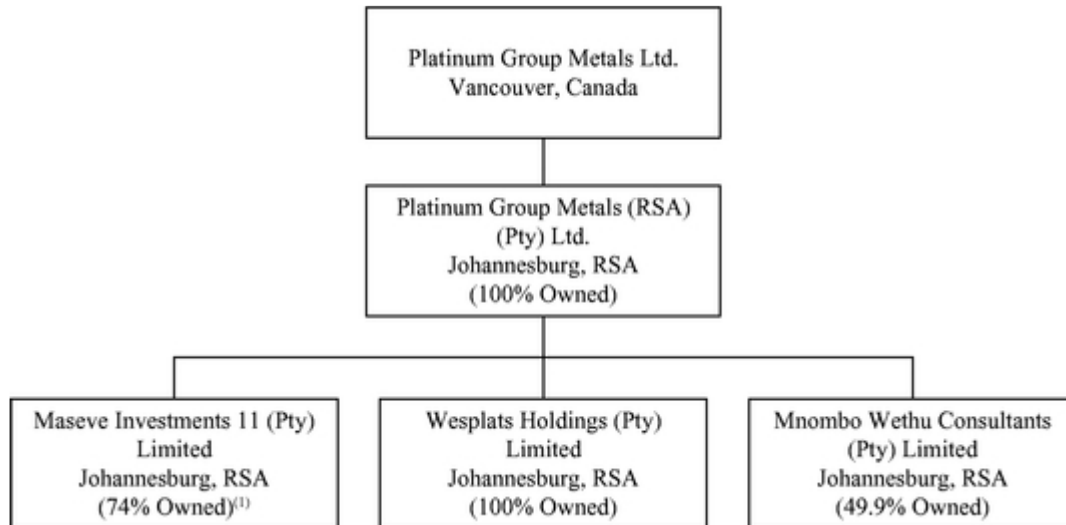 Platinum Group Metals Ltd.
Vancouver, Canada
Platinum Group Metals (RSA)
(Pty) Ltd.
Johannesburg, RSA
(100% Owned)
Maseve Investments 11 (Pty)
Limited
Johannesburg, RSA
(74% Owned)(1)
Wesplats Holdings (Pty)
Limited
Johannesburg, RSA
(100% Owned)
Mnombo Wethu Consultants
(Pty) Limited
Johannesburg, RSA
(49.9% Owned)